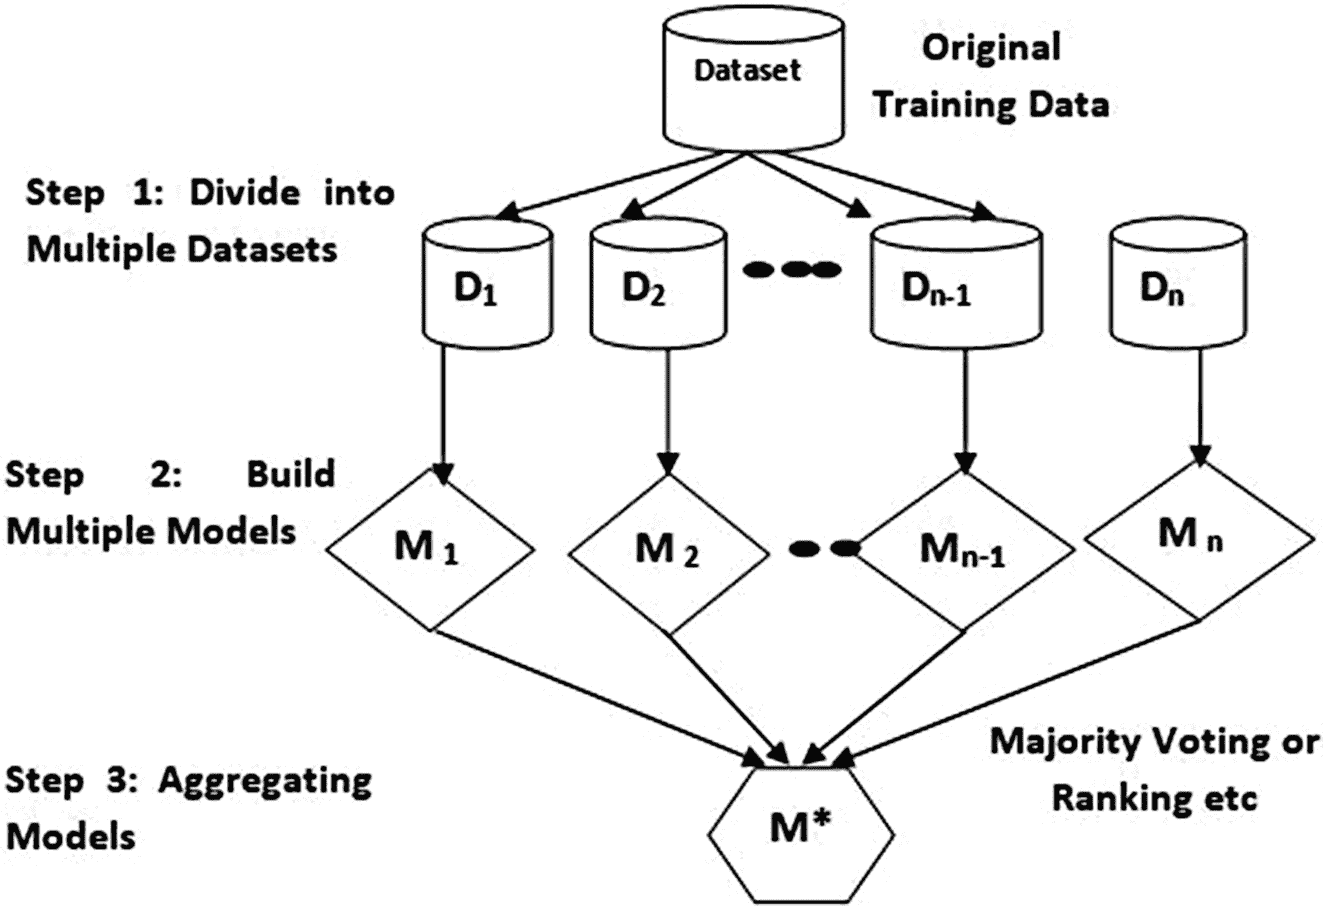 Dataset
Original
Training Data
Step 1: Divide into
Multiple Datasets
D1
D2
Dn-1
Dn
Step 2: Build
Multiple Models
M 1
M 2
Mn-1
M n
Majority Voting or
Ranking etc
Step 3: Aggregating
Models
M*